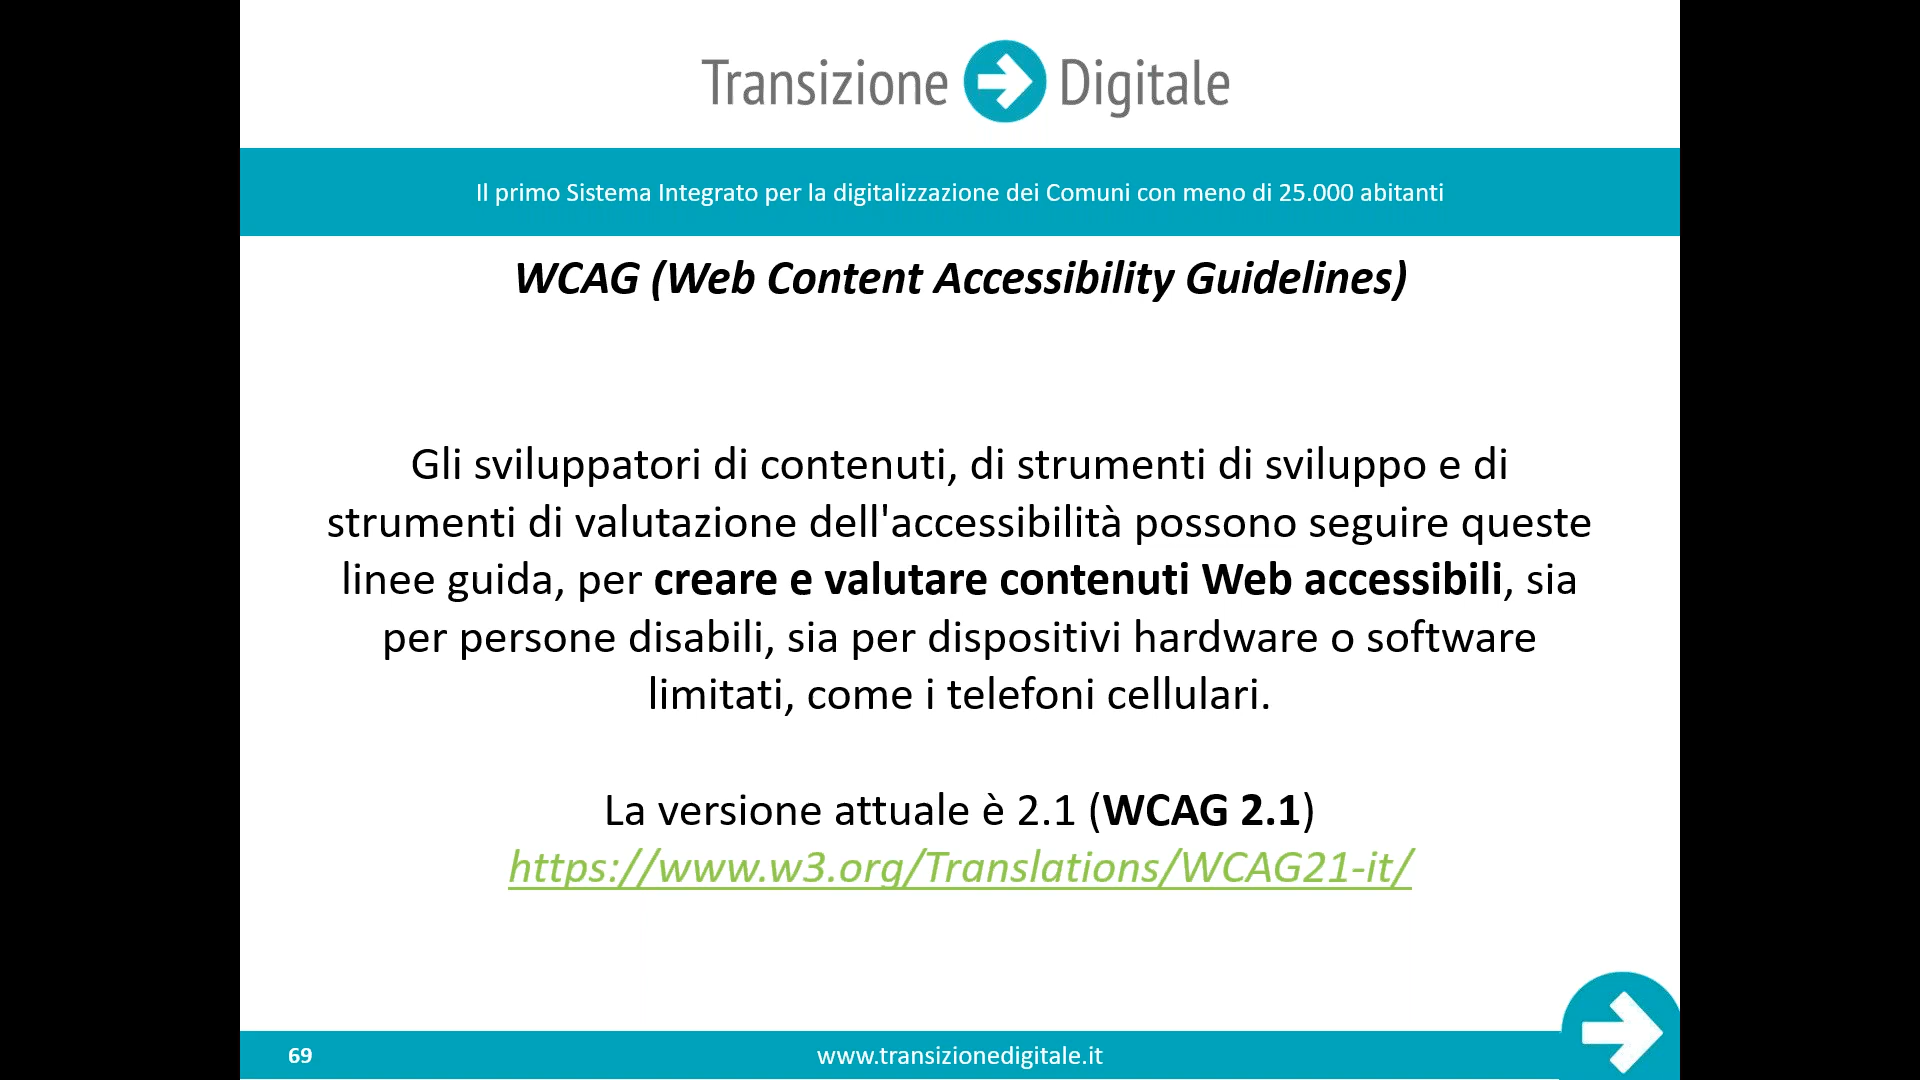 Transizione Digitale
Il primo Sistema Integrato per la digitalizzazione dei Comuni con meno di 25.000 abitanti
WCAG (Web Content Accessibility Guidelines)
Gli sviluppatori di contenuti, di strumenti di sviluppo e di
strumenti di valutazione dell'accessibilità possono seguire queste
linee guida, per creare e valutare contenuti Web accessibili, sia
per persone disabili, sia per dispositivi hardware o software
limitati, come i telefoni cellulari.
La versione attuale è 2.1 (WCAG 2.1)
https://www.w3.org/Translations/WCAG21-it/
69
www.transizionedigitale.it